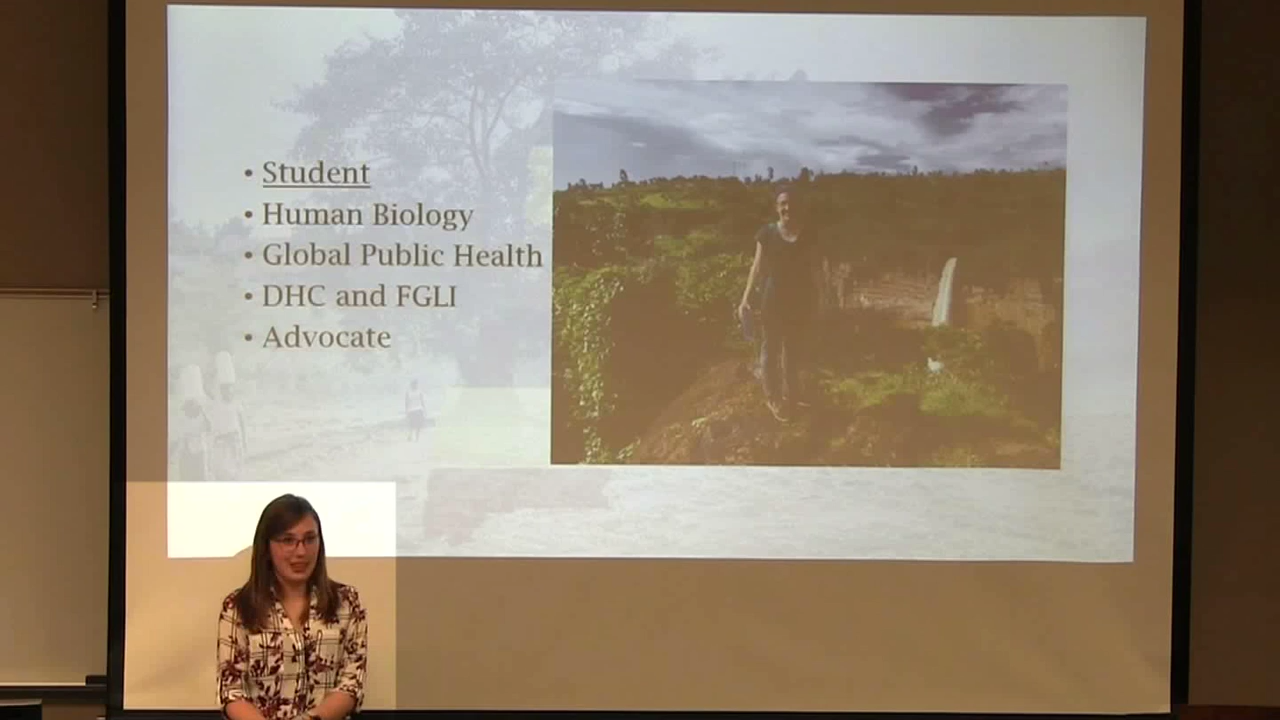 • Student
• Human Biology
• Global Public Health
• DHC and FGLI
• Advocate